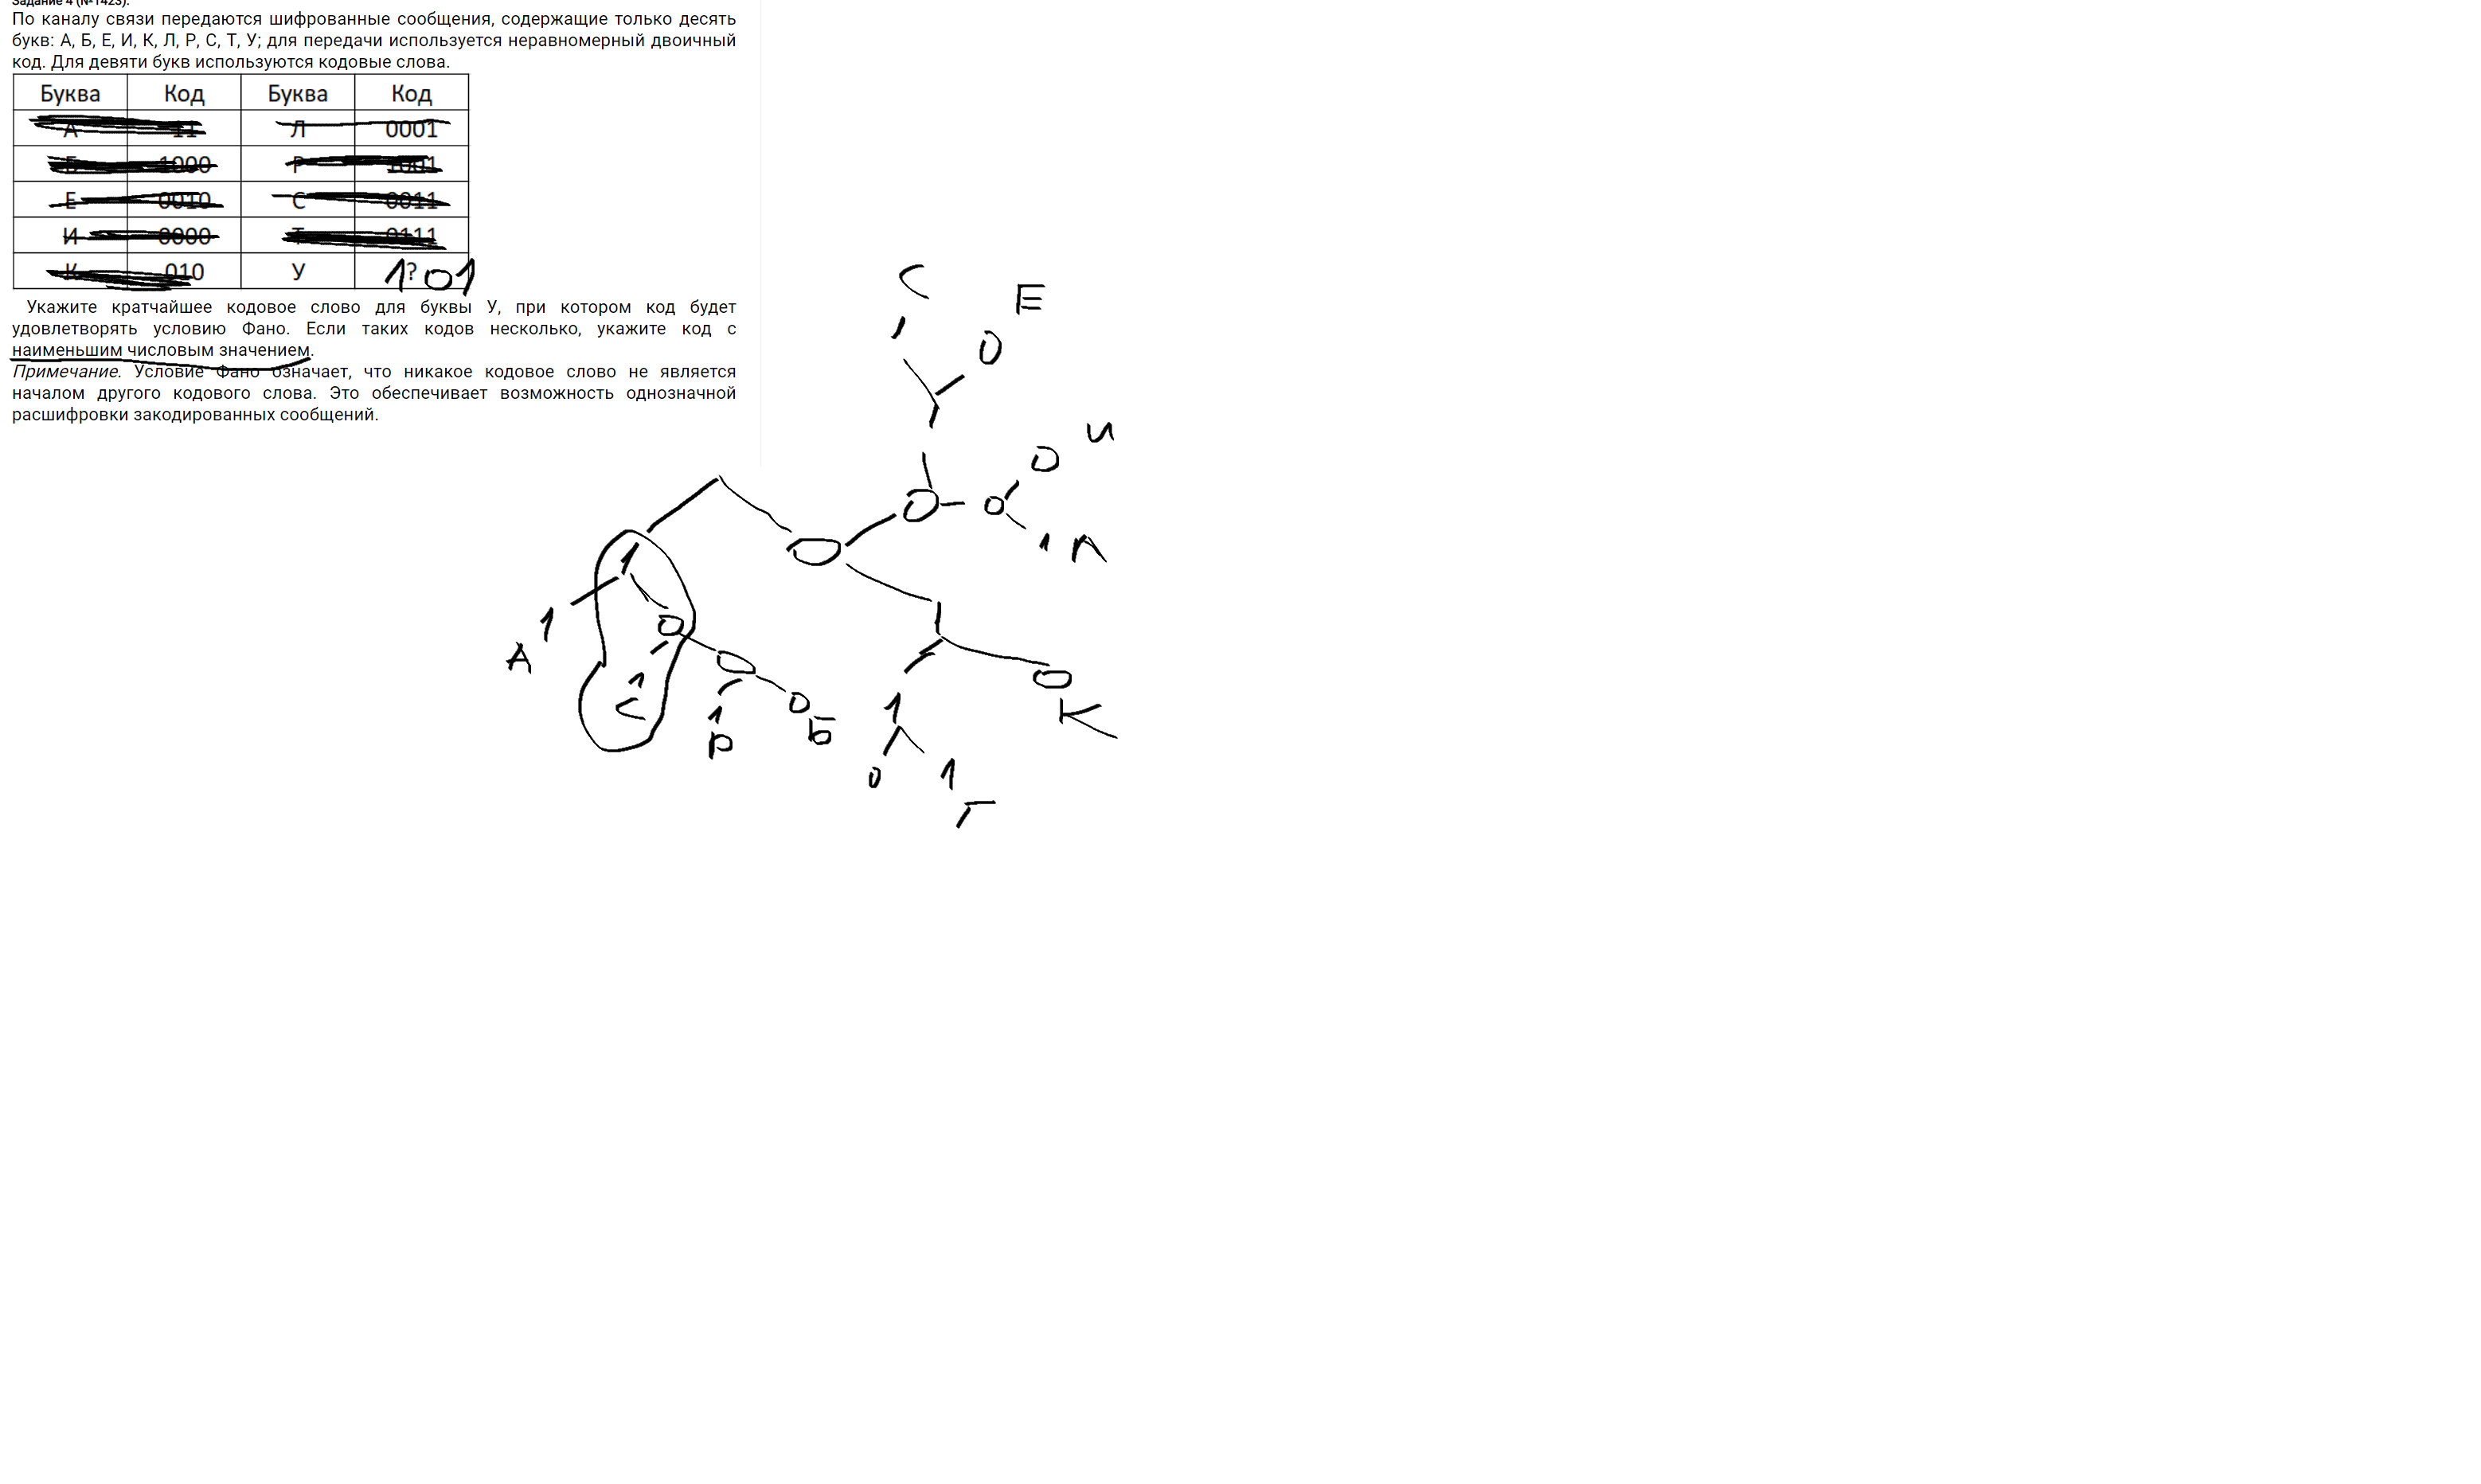 Задание 4 (№1423).
По каналу связи передаются шифрованные сообщения, содержащие только десять
букв: А, Б, Е, И, К, Л, Р, С, Т, У; для передачи используется неравномерный двоичный
код. Для девяти букв используются кодовые слова.
Буква Код Буква Код
А 11 Л 0001
Б 1000 Р 1001
Е 0010 С 0011
И 0000 Т 0111
К 010 У ? 101
Укажите кратчайшее кодовое слово для буквы У, при котором код будет
удовлетворять условию Фано. Если таких кодов несколько, укажите код с
наименьшим числовым значением.
Примечание. Условие Фано означает, что никакое кодовое слово не является
началом другого кодового слова. Это обеспечивает возможность однозначной
расшифровки закодированных сообщений.
С
Е
0
И
0
0 0
1 Л
0
1
1 0
1 0
А
0 К
1 1
С 0
1 Б
Р
0 1
Т